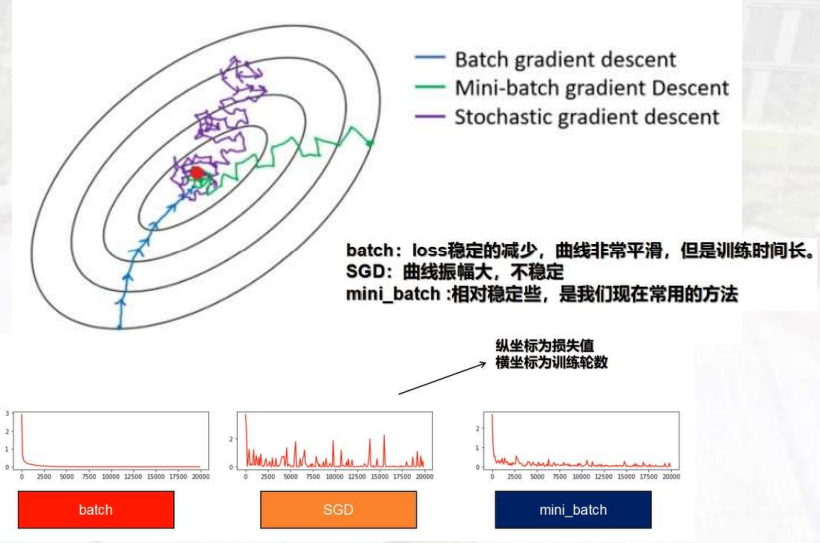 Batch gradient descent
Mini-batch gradient Descent
Stochastic gradient descent
batch：loss稳定的减少，曲线非常平滑，但是训练时间长。
SGD：曲线振幅大，不稳定
mini_batch :相对稳定些，是我们现在常用的方法
纵坐标为损失值
横坐标为训练轮数
3
2
1
0
0 2500 5000 7500 10000 12500 15000 17500 20000
2
0
0 2500 5000 7500 10000 12500 15000 17500 20000
2
1
0
0 2500 5000 7500 10000 12500 15000 17500 20000
batch
SGD
mini_batch